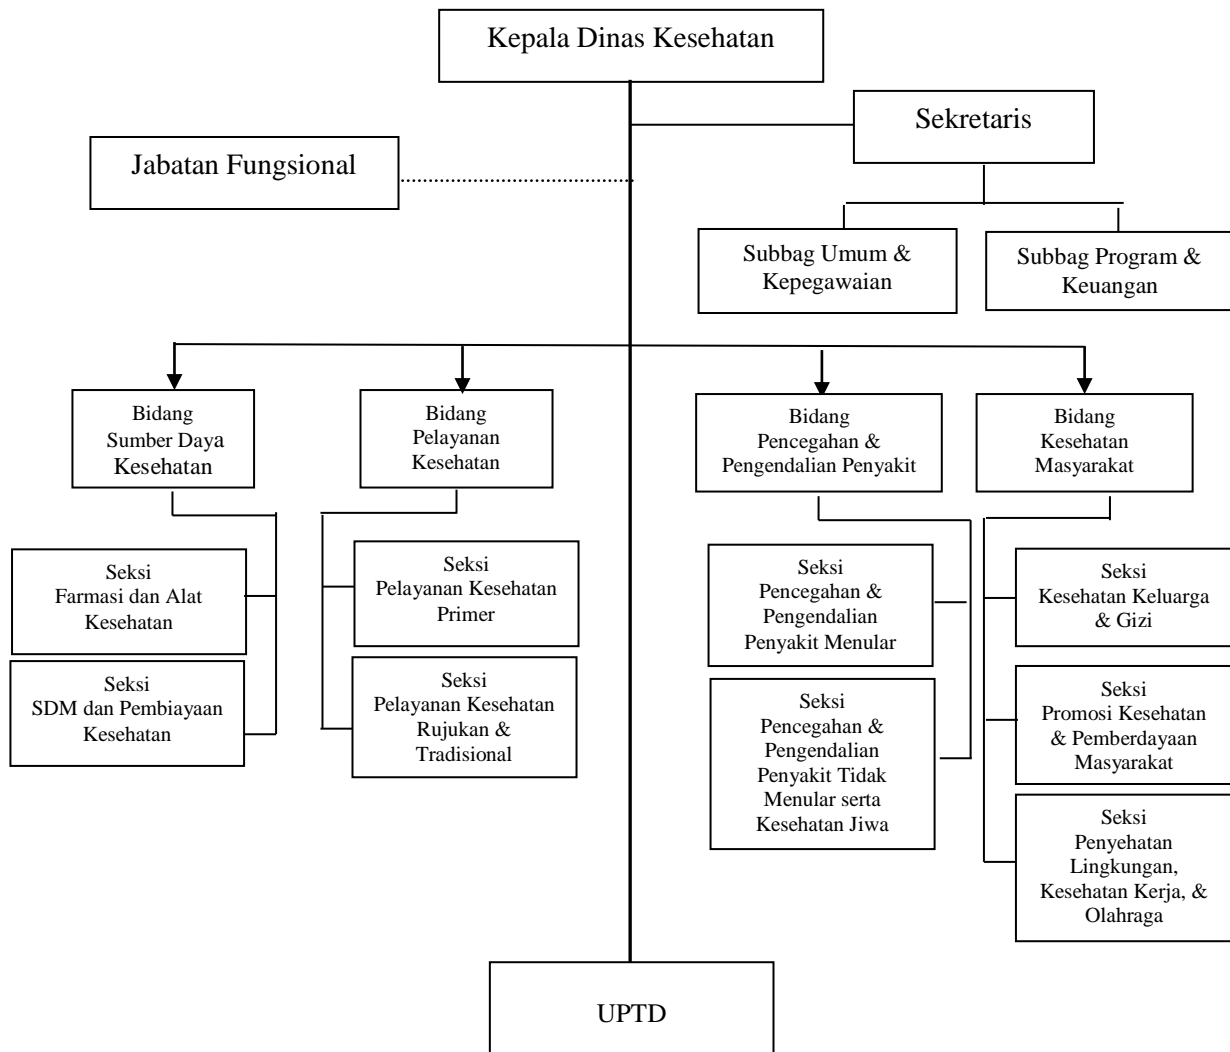 Kepala Dinas Kesehatan
Sekretaris
Jabatan Fungsional
Subbag Umum &
Kepegawaian
Subbag Program &
Keuangan
Bidang
Sumber Daya
Kesehatan
Bidang
Pelayanan
Kesehatan
Bidang
Pencegahan &
Pengendalian Penyakit
Bidang
Kesehatan
Masyarakat
Seksi
Farmasi dan Alat
Kesehatan
Seksi
Pelayanan Kesehatan
Primer
Seksi
Pencegahan &
Pengendalian
Penyakit Menular
Seksi
Kesehatan Keluarga
& Gizi
Seksi
SDM dan Pembiayaan
Kesehatan
Seksi
Pelayanan Kesehatan
Rujukan &
Tradisional
Seksi
Pencegahan &
Pengendalian
Penyakit Tidak
Menular serta
Kesehatan Jiwa
Seksi
Promosi Kesehatan
& Pemberdayaan
Masyarakat
Seksi
Penyehatan
Lingkungan,
Kesehatan Kerja, &
Olahraga
UPTD